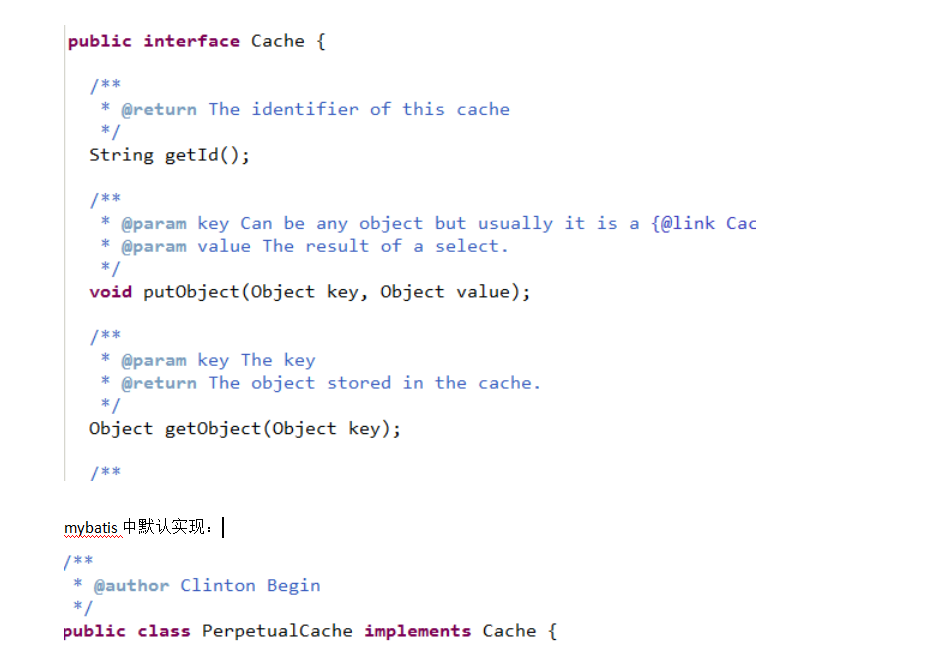 public interface Cache {
/**
* @return The identifier of this cache
*/
String getId();
/**
* @param key Can be any object but usually it is a {@link Cac
* @param value The result of a select.
*/
void putObject(Object key, Object value);
/**
* @param key The key
* @return The object stored in the cache.
*/
Object getObject(Object key);
/**
mybatis 中默认实现：
/**
* @author Clinton Begin
*/
public class PerpetualCache implements Cache {